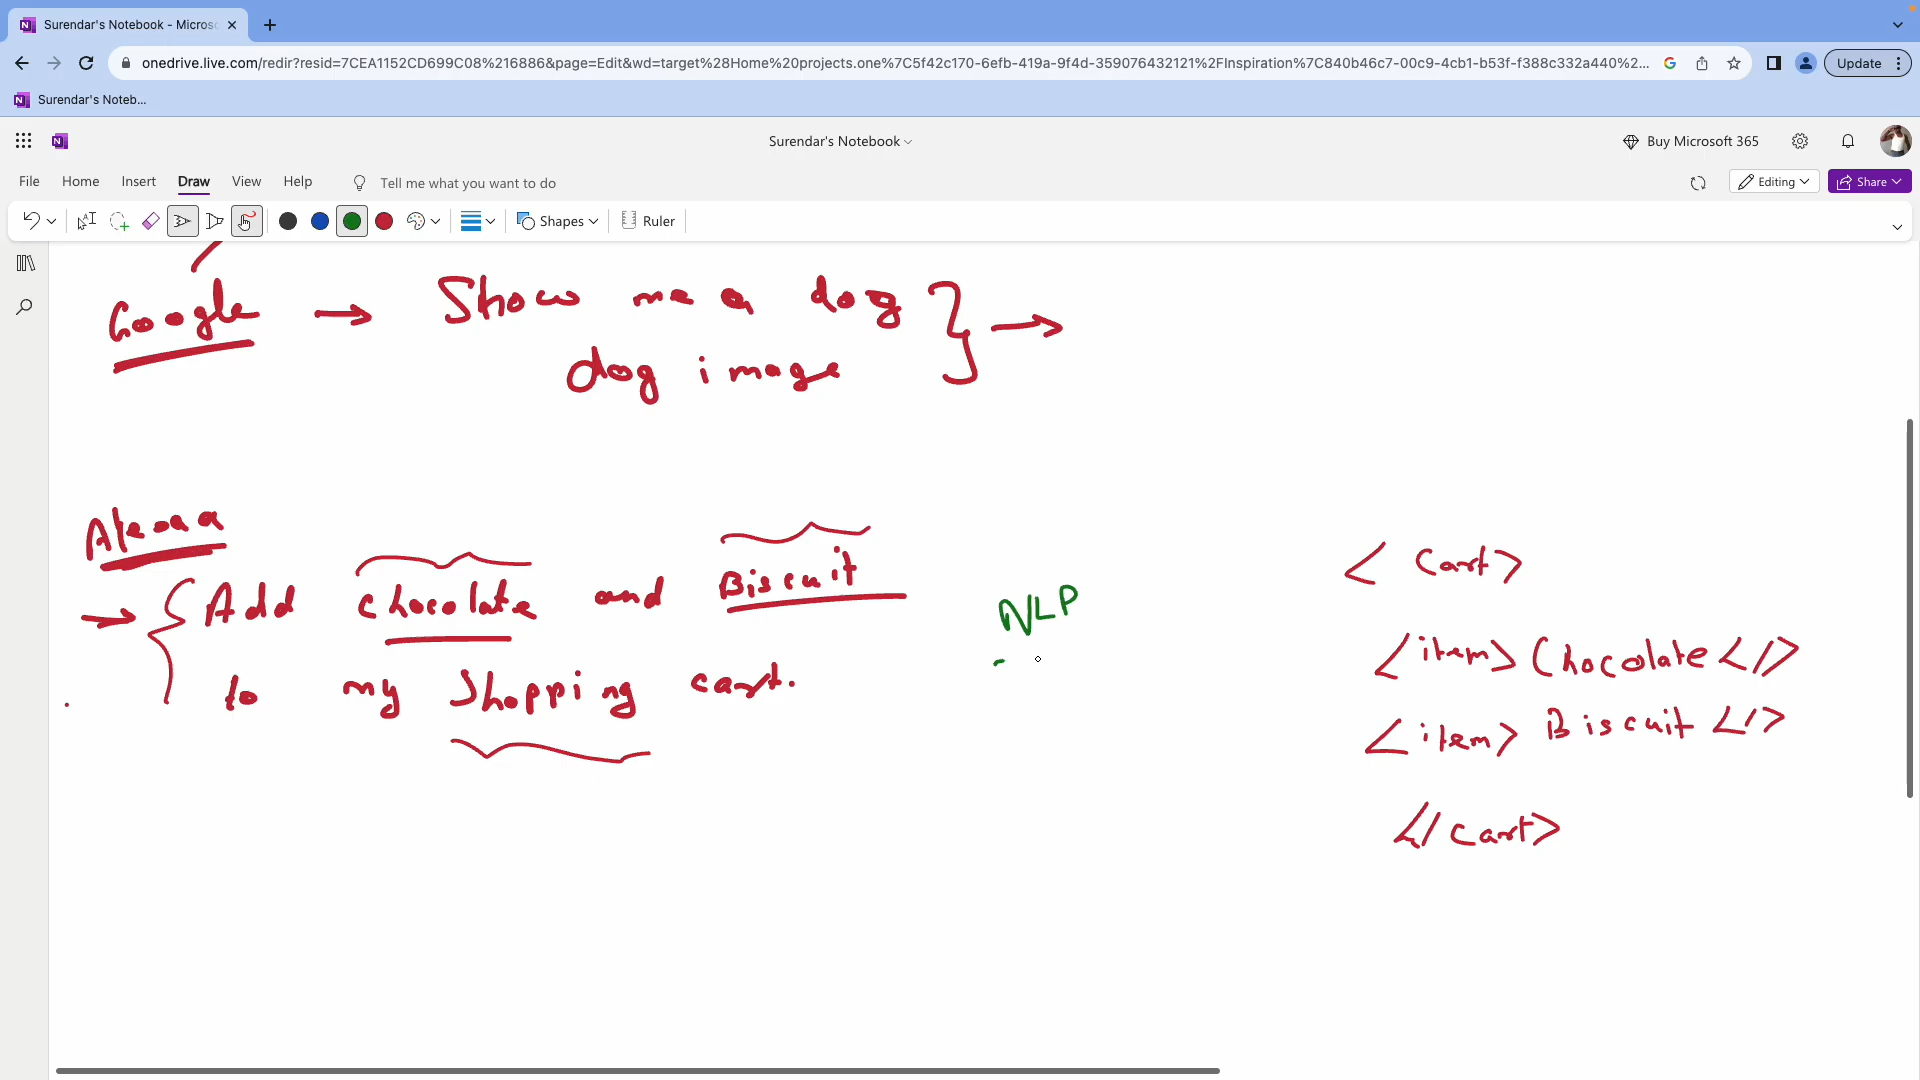 Surendar's Notebook - Micros
onedrive.live.com/redir?resid=7CEA1152CD699C08%216886&page=Edit&wd=target%28Home%20projects.one%7C5f42c170-6efb-419a-9f4d-359076432121%2FInspiration%7C840b46c7-00c9-4cb1-b53f-f388c332a440%2...
Update
Surendar's Noteb...
Surendar's Notebook
Buy Microsoft 365
File Home Insert Draw View Help Tell me what you want to do
Editing Share
Shapes Ruler
Google → Show me a dog
dog image
Alexaa
Add chocolate and Biscuit
to my Shopping cart.
NLP
< Cart>
<item> Chocolate </>
<item> Biscuit </>
</ Cart>